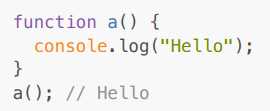 function a() {
  console.log("Hello");
}
a(); // Hello